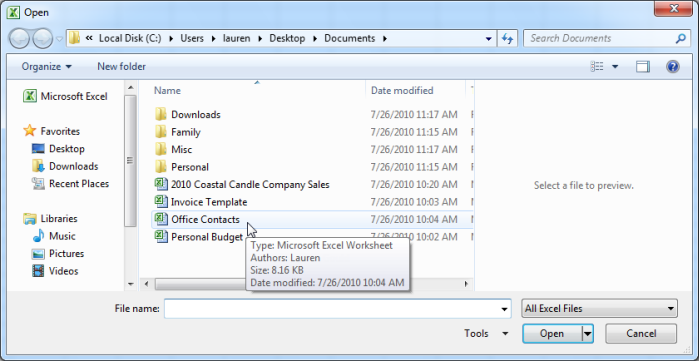 Open
« Local Disk (C:) ▸ Users ▸ lauren ▸ Desktop ▸ Documents ▸
Search Documents
Organize ▾ New folder
Microsoft Excel
Favorites
Desktop
Downloads
Recent Places
Libraries
Music
Pictures
Videos
Name Date modified
Downloads 7/26/2010 11:17 AM
Family 7/26/2010 11:15 AM
Misc 7/26/2010 11:17 AM
Personal 7/26/2010 11:15 AM
2010 Coastal Candle Company Sales 7/26/2010 10:20 AM
Invoice Template 7/26/2010 10:03 AM
Office Contacts 7/26/2010 10:04 AM
Personal Budget 7/26/2010 10:02 AM
Type: Microsoft Excel Worksheet
Authors: Lauren
Size: 8.16 KB
Date modified: 7/26/2010 10:04 AM
Select a file to preview.
File name:
All Excel Files
Tools ▾ Open Cancel